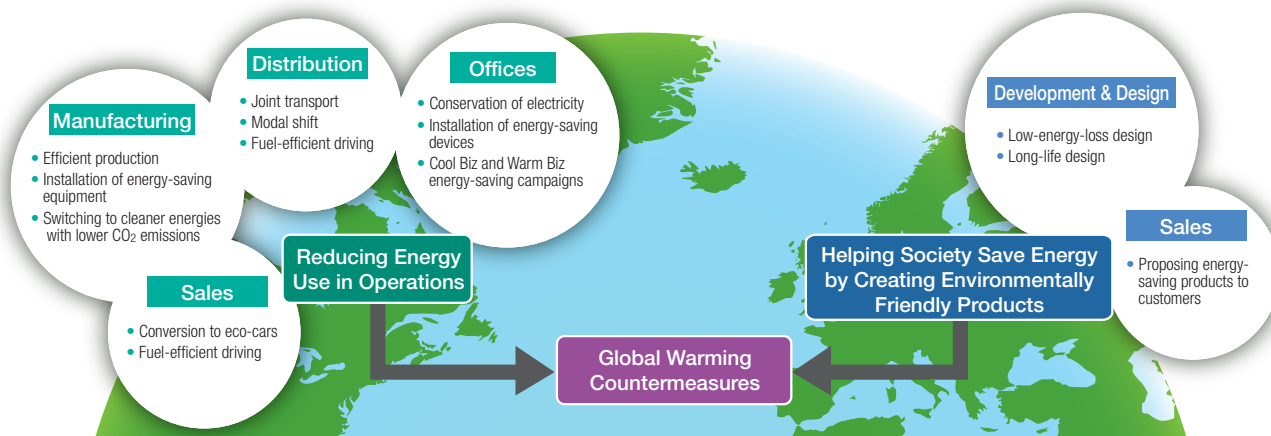 Manufacturing
• Efficient production
• Installation of energy-saving
equipment
• Switching to cleaner energies
with lower CO₂ emissions
Distribution
• Joint transport
• Modal shift
• Fuel-efficient driving
Offices
• Conservation of electricity
• Installation of energy-saving
devices
• Cool Biz and Warm Biz
energy-saving campaigns
Sales
• Conversion to eco-cars
• Fuel-efficient driving
Reducing Energy
Use in Operations
Development & Design
• Low-energy-loss design
• Long-life design
Sales
• Proposing energy-
saving products to
customers
Helping Society Save Energy
by Creating Environmentally
Friendly Products
Global Warming
Countermeasures